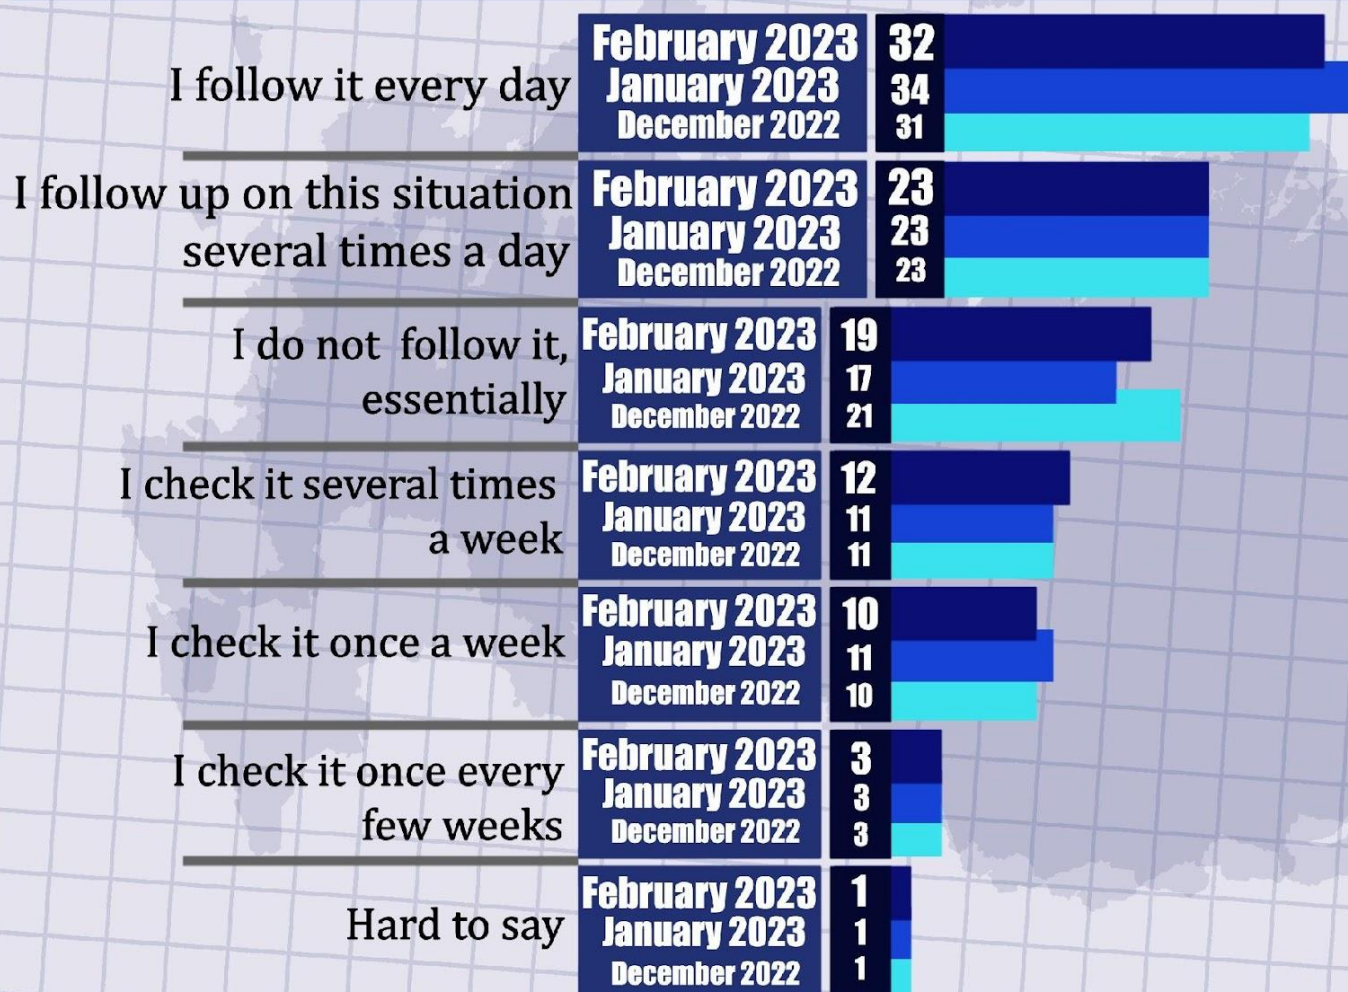 I follow it every day
February 2023 32
January 2023 34
December 2022 31
I follow up on this situation
several times a day
February 2023 23
January 2023 23
December 2022 23
I do not follow it,
essentially
February 2023 19
January 2023 17
December 2022 21
I check it several times
a week
February 2023 12
January 2023 11
December 2022 11
I check it once a week
February 2023 10
January 2023 11
December 2022 10
I check it once every
few weeks
February 2023 3
January 2023 3
December 2022 3
Hard to say
February 2023 1
January 2023 1
December 2022 1